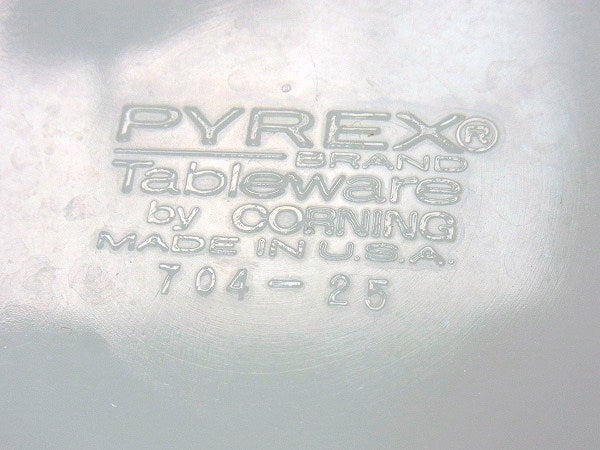 PYREX®
BRAND
Tableware
by CORNING
MADE IN U.S.A.
704-25